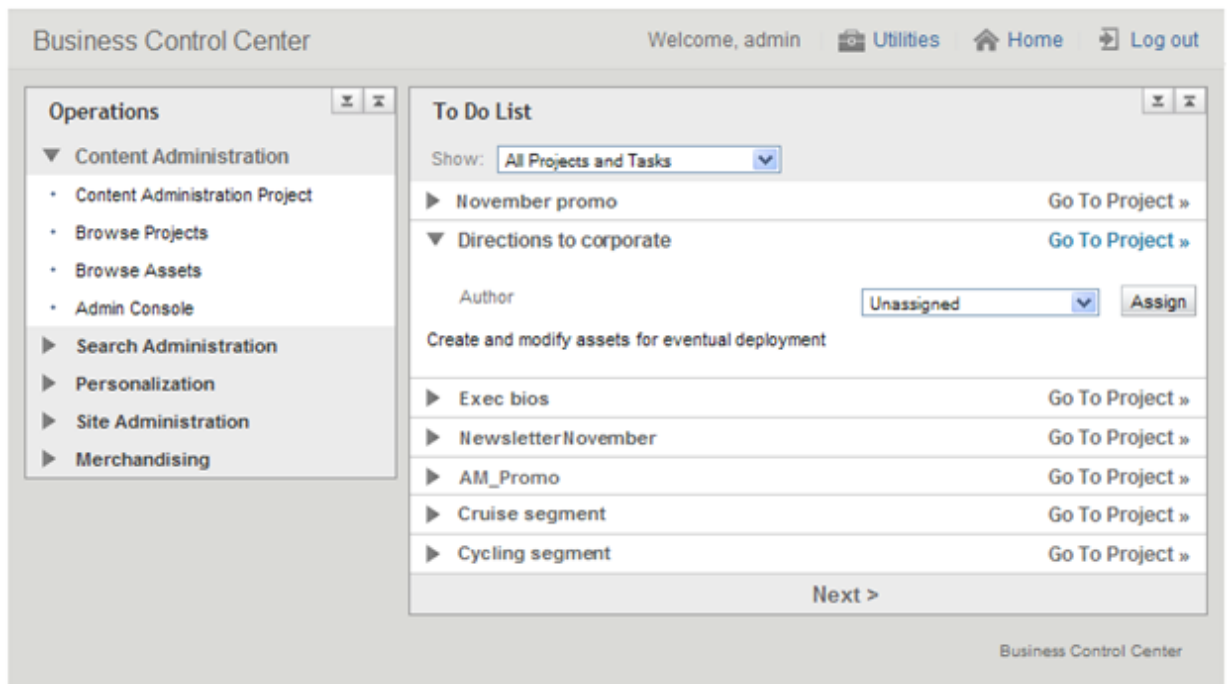 Business Control Center
Welcome, admin
Utilities
Home
Log out
Operations
Content Administration
Content Administration Project
Browse Projects
Browse Assets
Admin Console
Search Administration
Personalization
Site Administration
Merchandising
To Do List
Show: All Projects and Tasks
November promo Go To Project »
Directions to corporate Go To Project »
Author Unassigned Assign
Create and modify assets for eventual deployment
Exec bios Go To Project »
NewsletterNovember Go To Project »
AM_Promo Go To Project »
Cruise segment Go To Project »
Cycling segment Go To Project »
Next >
Business Control Center